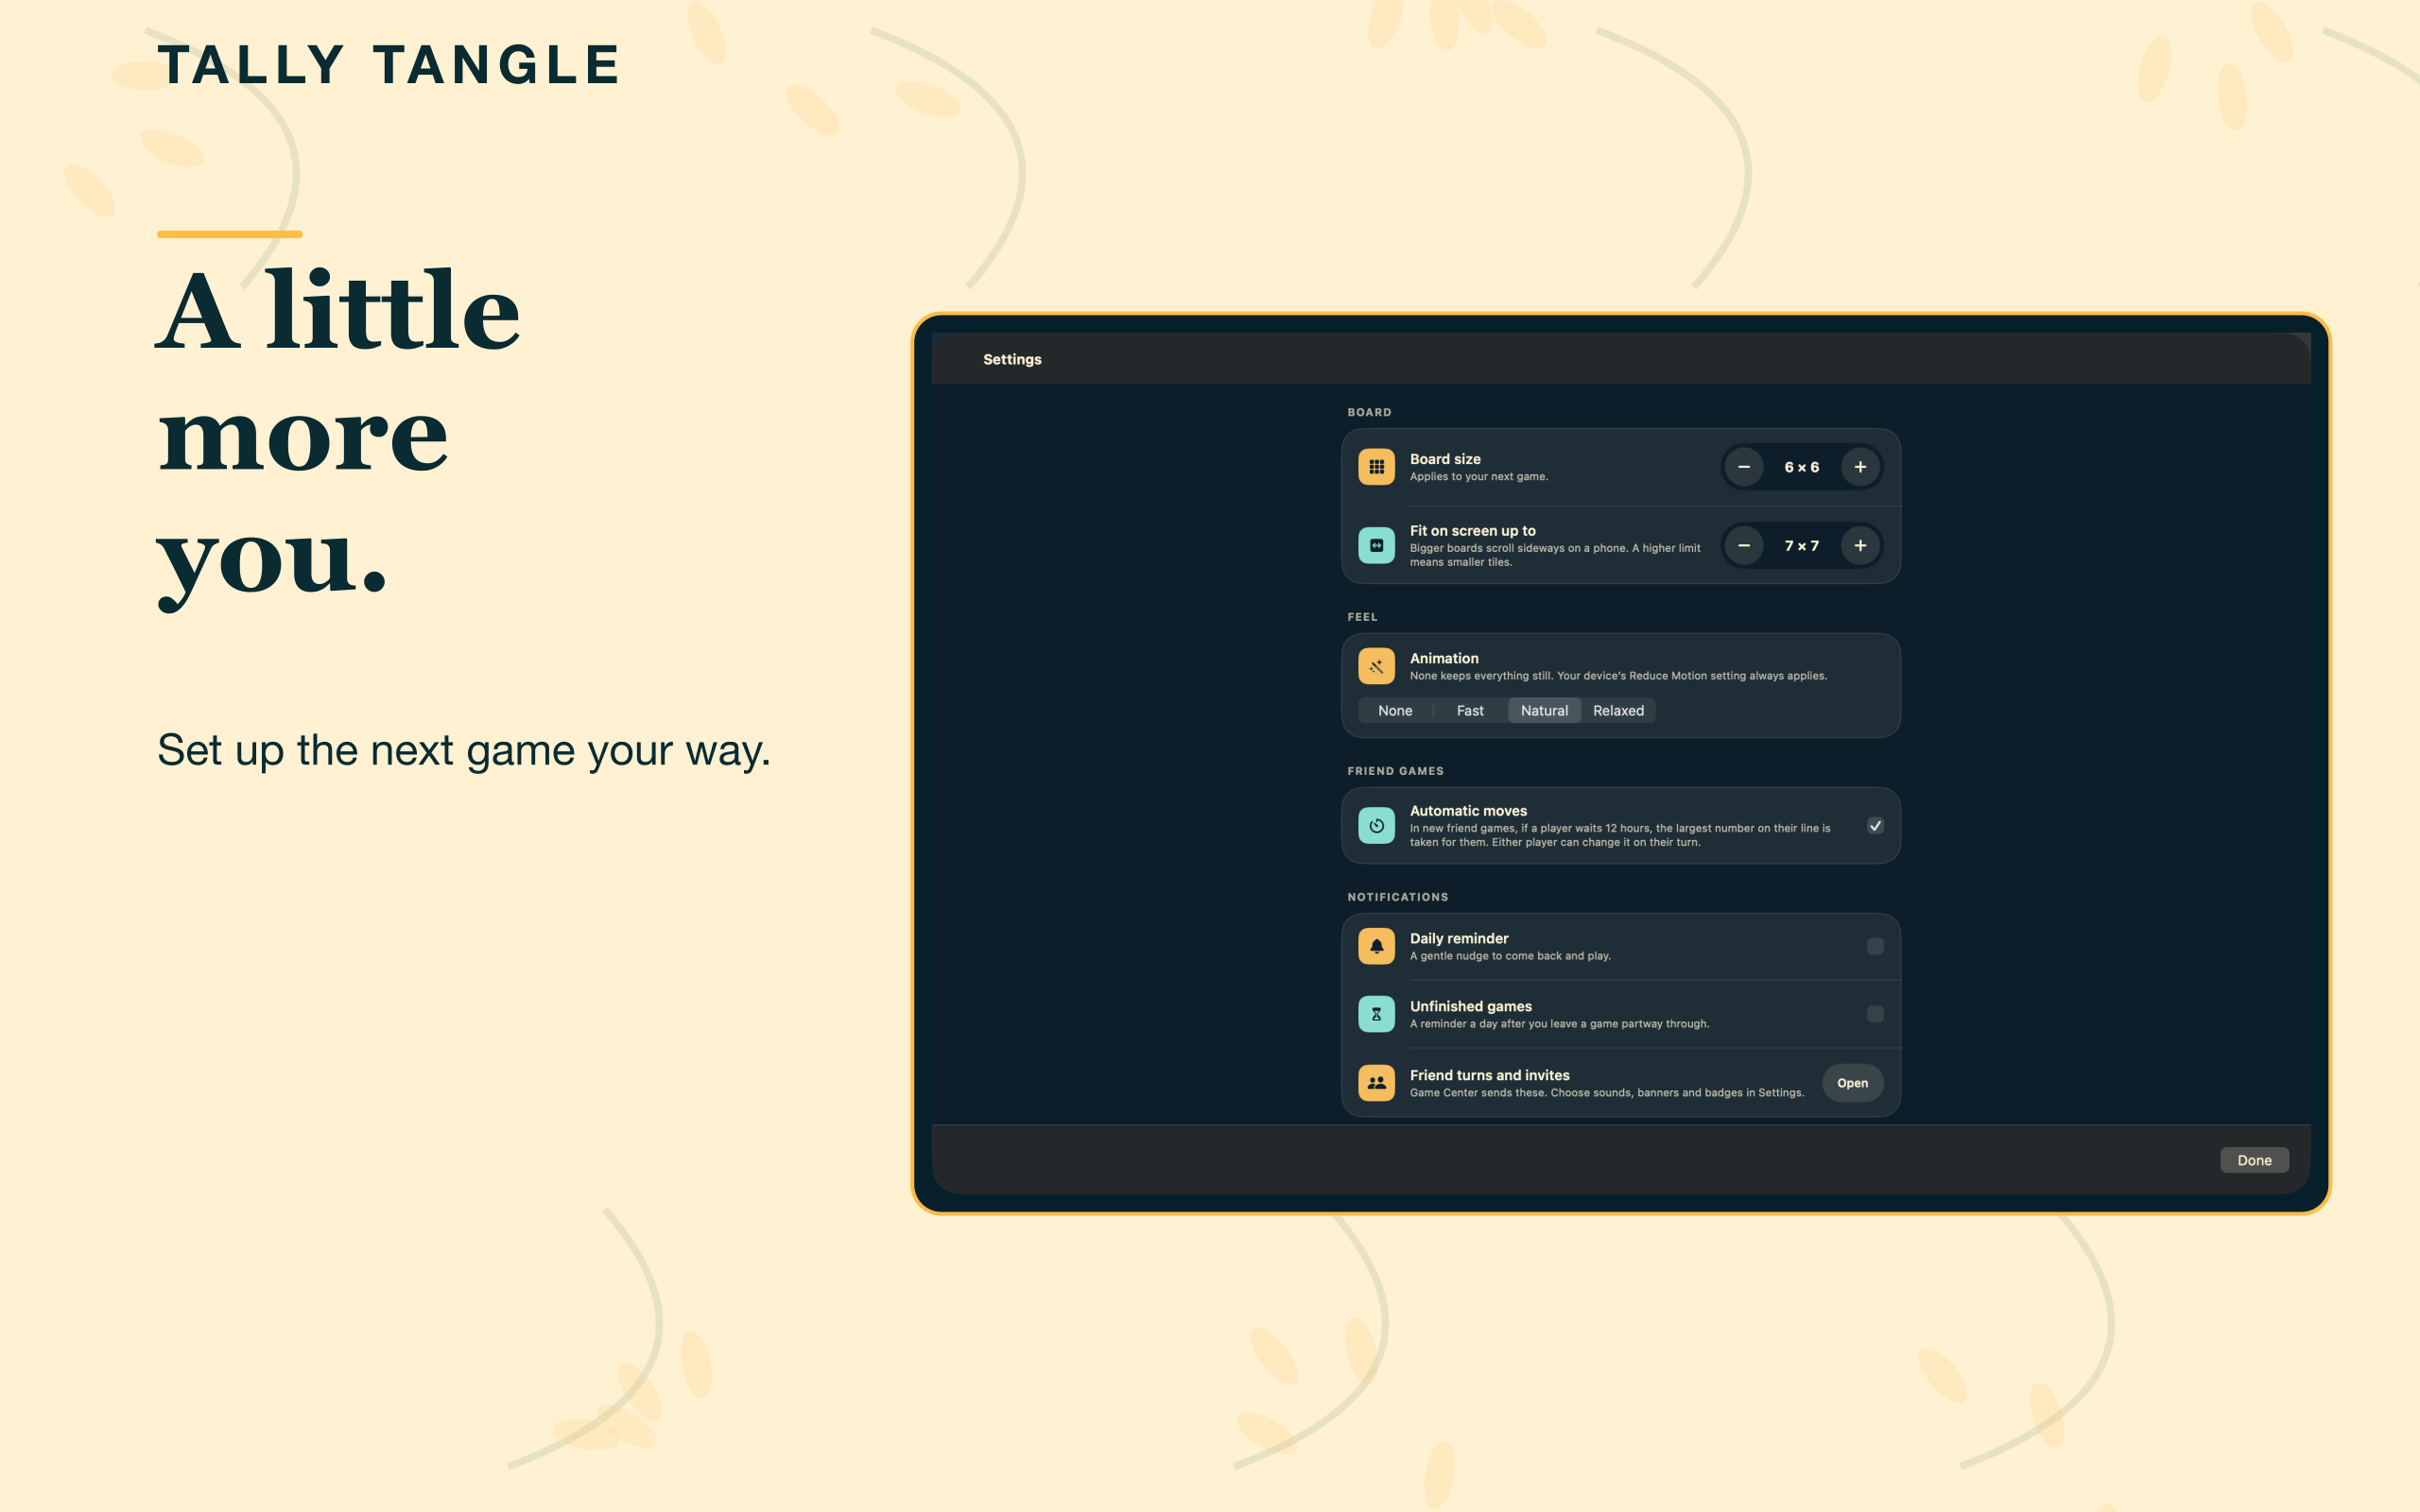 TALLY TANGLE
A little
more
you.
Set up the next game your way.
Settings
BOARD
Board size
Applies to your next game.
6 × 6
Fit on screen up to
Bigger boards scroll sideways on a phone. A higher limit
means smaller tiles.
7 × 7
FEEL
Animation
None keeps everything still. Your device's Reduce Motion setting always applies.
None Fast Natural Relaxed
FRIEND GAMES
Automatic moves
In new friend games, if a player waits 12 hours, the largest number on their line is
taken for them. Either player can change it on their turn.
NOTIFICATIONS
Daily reminder
A gentle nudge to come back and play.
Unfinished games
A reminder a day after you leave a game partway through.
Friend turns and invites
Game Center sends these. Choose sounds, banners and badges in Settings.
Open
Done